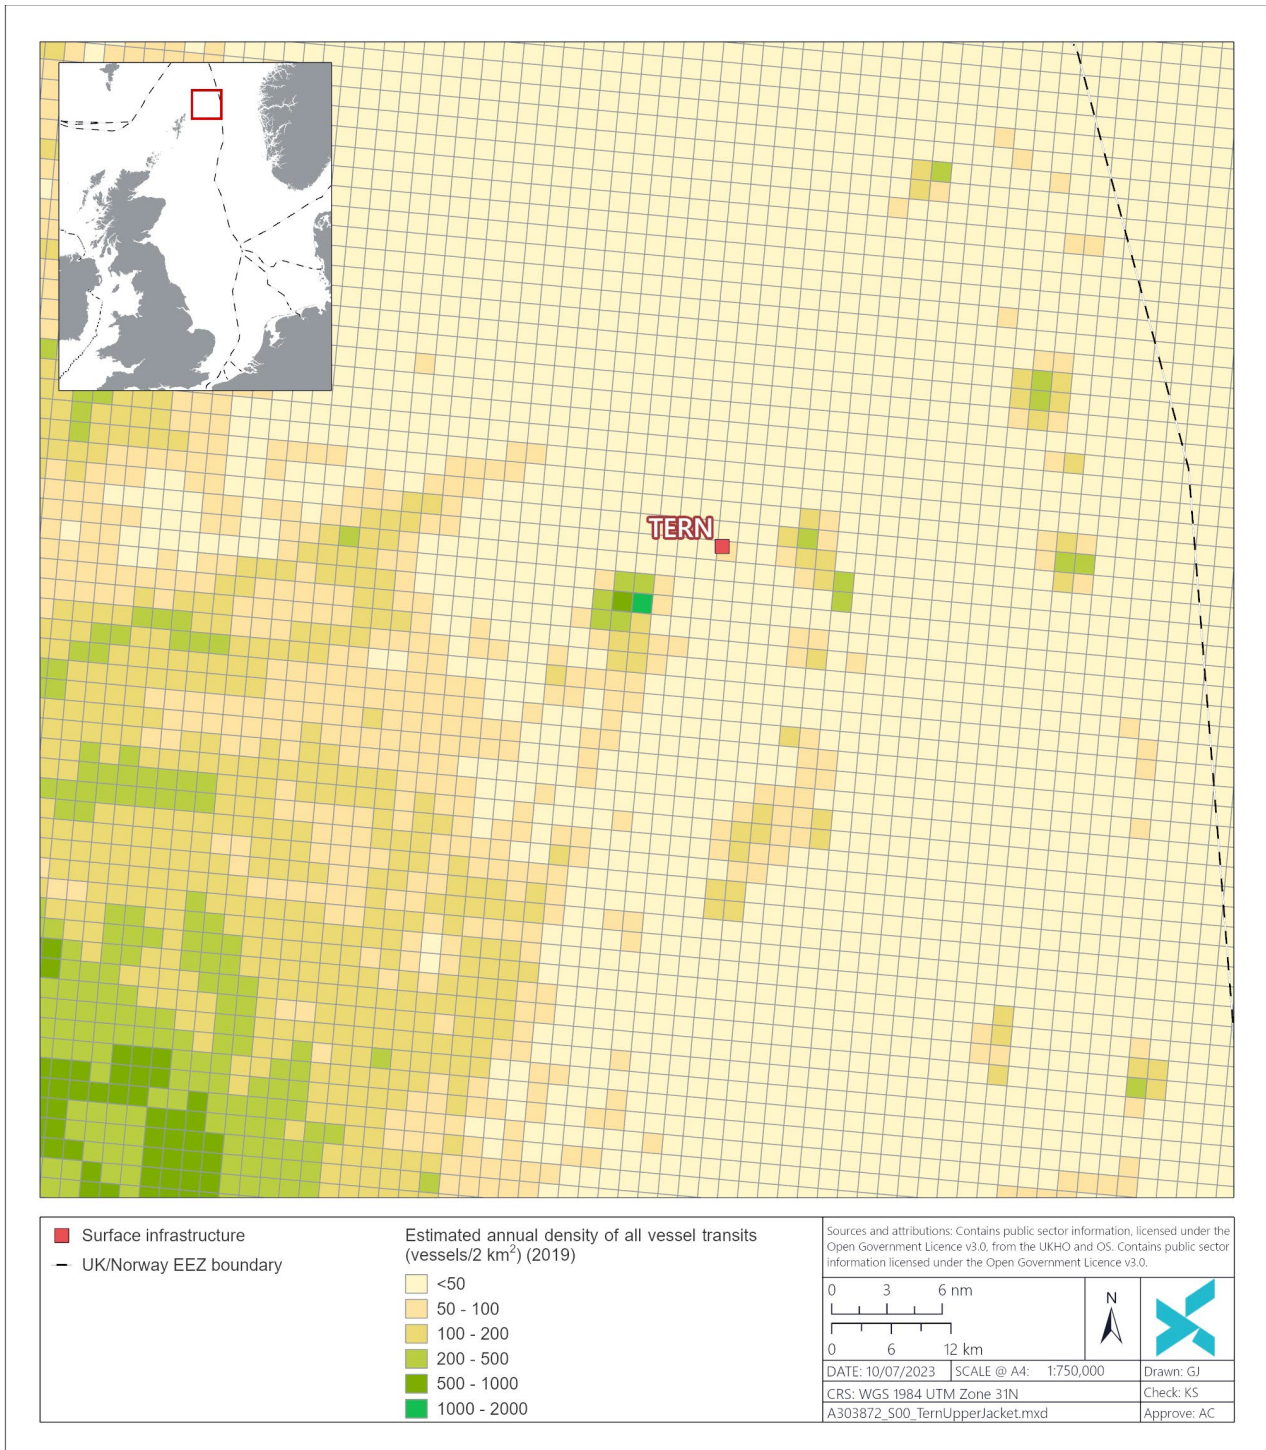 TERN
Surface infrastructure
UK/Norway EEZ boundary
Estimated annual density of all vessel transits
(vessels/2 km²) (2019)
<50
50 - 100
100 - 200
200 - 500
500 - 1000
1000 - 2000
Sources and attributions: Contains public sector information, licensed under the
Open Government Licence v3.0, from the UKHO and OS. Contains public sector
information licensed under the Open Government Licence v3.0.
0 3 6 nm
0 6 12 km
N
DATE: 10/07/2023 SCALE @ A4: 1:750,000 Drawn: GJ
CRS: WGS 1984 UTM Zone 31N Check: KS
A303872_S00_TernUpperJacket.mxd Approve: AC